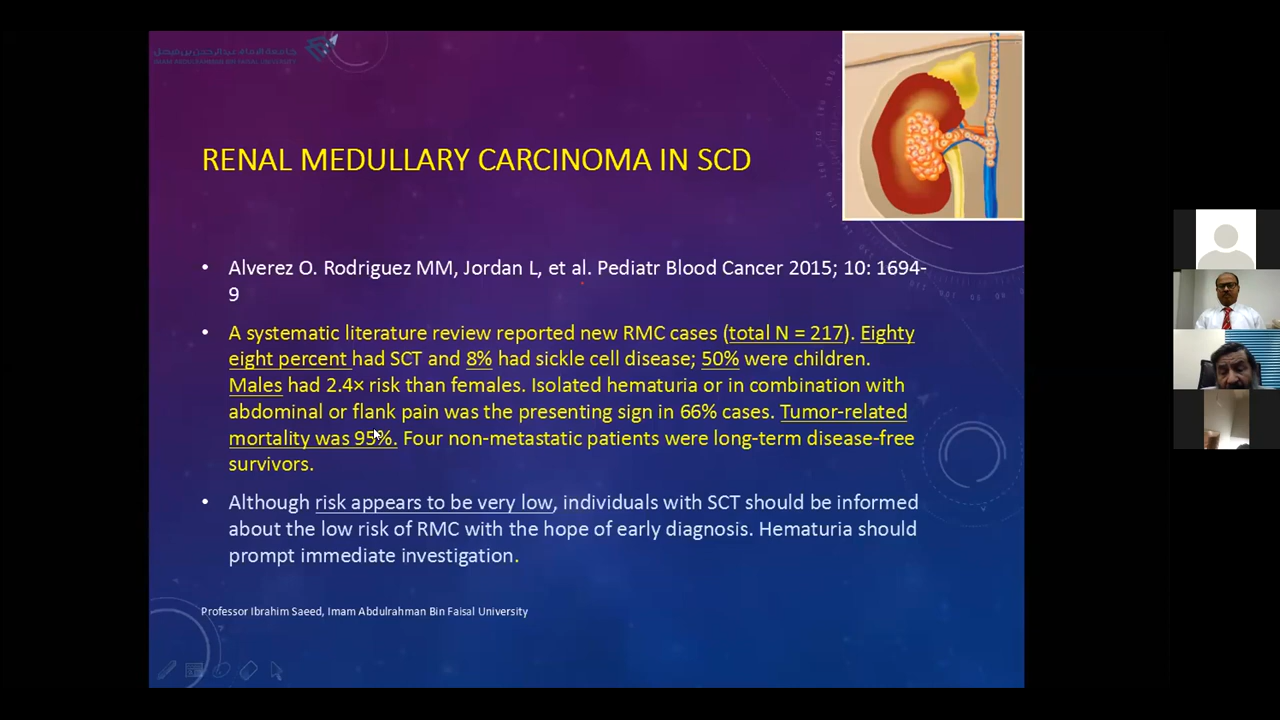 IMAM ABDULRAHMAN BIN FAISAL UNIVERSITY
RENAL MEDULLARY CARCINOMA IN SCD
• Alverez O. Rodriguez MM, Jordan L, et al. Pediatr Blood Cancer 2015; 10: 1694-
9
• A systematic literature review reported new RMC cases (total N = 217). Eighty
eight percent had SCT and 8% had sickle cell disease; 50% were children.
Males had 2.4× risk than females. Isolated hematuria or in combination with
abdominal or flank pain was the presenting sign in 66% cases. Tumor-related
mortality was 95%. Four non-metastatic patients were long-term disease-free
survivors.
• Although risk appears to be very low, individuals with SCT should be informed
about the low risk of RMC with the hope of early diagnosis. Hematuria should
prompt immediate investigation.
Professor Ibrahim Saeed, Imam Abdulrahman Bin Faisal University